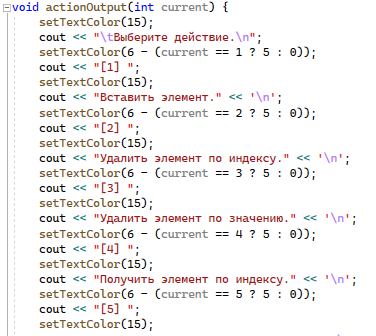 void actionOutput(int current) {
setTextColor(15);
cout << "\tВыберите действие.\n";
setTextColor(6 - (current == 1 ? 5 : 0));
cout << "[1] ";
setTextColor(15);
cout << "Вставить элемент." << '\n';
setTextColor(6 - (current == 2 ? 5 : 0));
cout << "[2] ";
setTextColor(15);
cout << "Удалить элемент по индексу." << '\n';
setTextColor(6 - (current == 3 ? 5 : 0));
cout << "[3] ";
setTextColor(15);
cout << "Удалить элемент по значению." << '\n';
setTextColor(6 - (current == 4 ? 5 : 0));
cout << "[4] ";
setTextColor(15);
cout << "Получить элемент по индексу." << '\n';
setTextColor(6 - (current == 5 ? 5 : 0));
cout << "[5] ";
setTextColor(15);